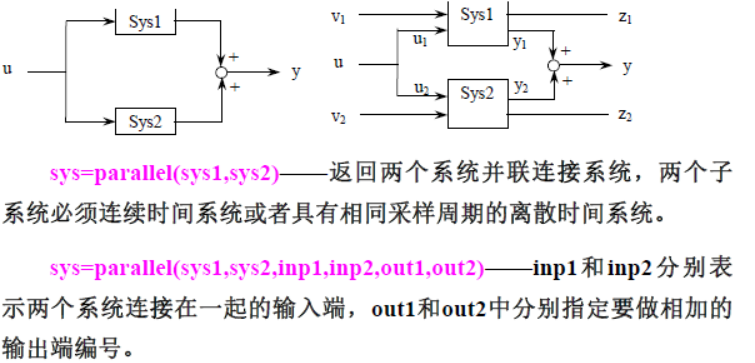 Sys1
u
+
+
y
Sys2
v₁
Sys1
z₁
u₁
y₁
+
u
y
+
u₂
Sys2
y₂
v₂
z₂
sys=parallel(sys1,sys2)——返回两个系统并联连接系统，两个子
系统必须连续时间系统或者具有相同采样周期的离散时间系统。
sys=parallel(sys1,sys2,inp1,inp2,out1,out2)——inp1和inp2分别表
示两个系统连接在一起的输入端，out1和out2中分别指定要做相加的
输出端编号。